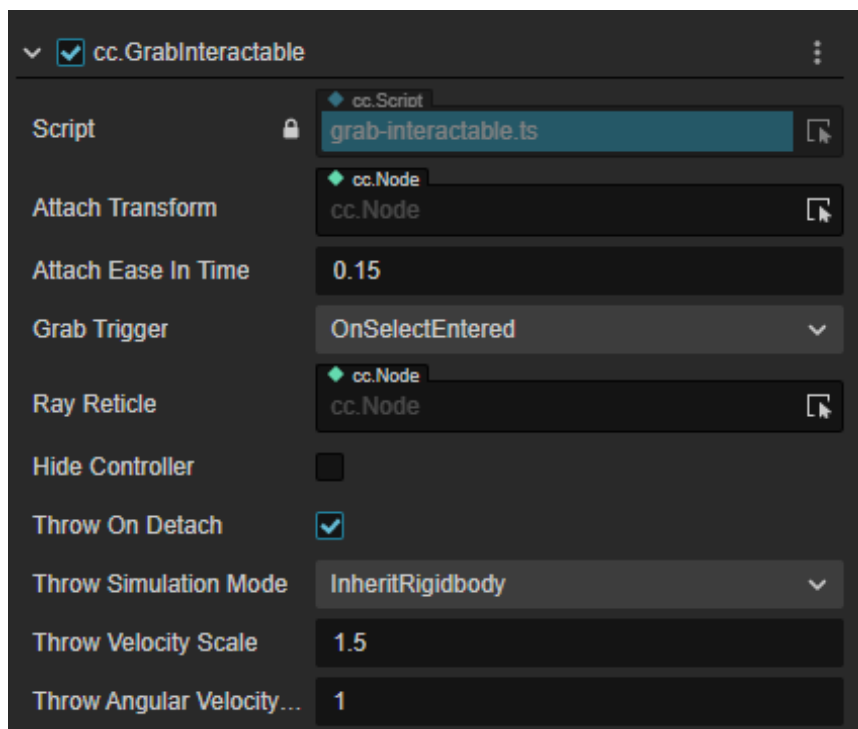 cc.GrabInteractable
cc.Script
Script grab-interactable.ts
cc.Node
Attach Transform cc.Node
Attach Ease In Time 0.15
Grab Trigger OnSelectEntered
cc.Node
Ray Reticle cc.Node
Hide Controller
Throw On Detach
Throw Simulation Mode InheritRigidbody
Throw Velocity Scale 1.5
Throw Angular Velocity... 1